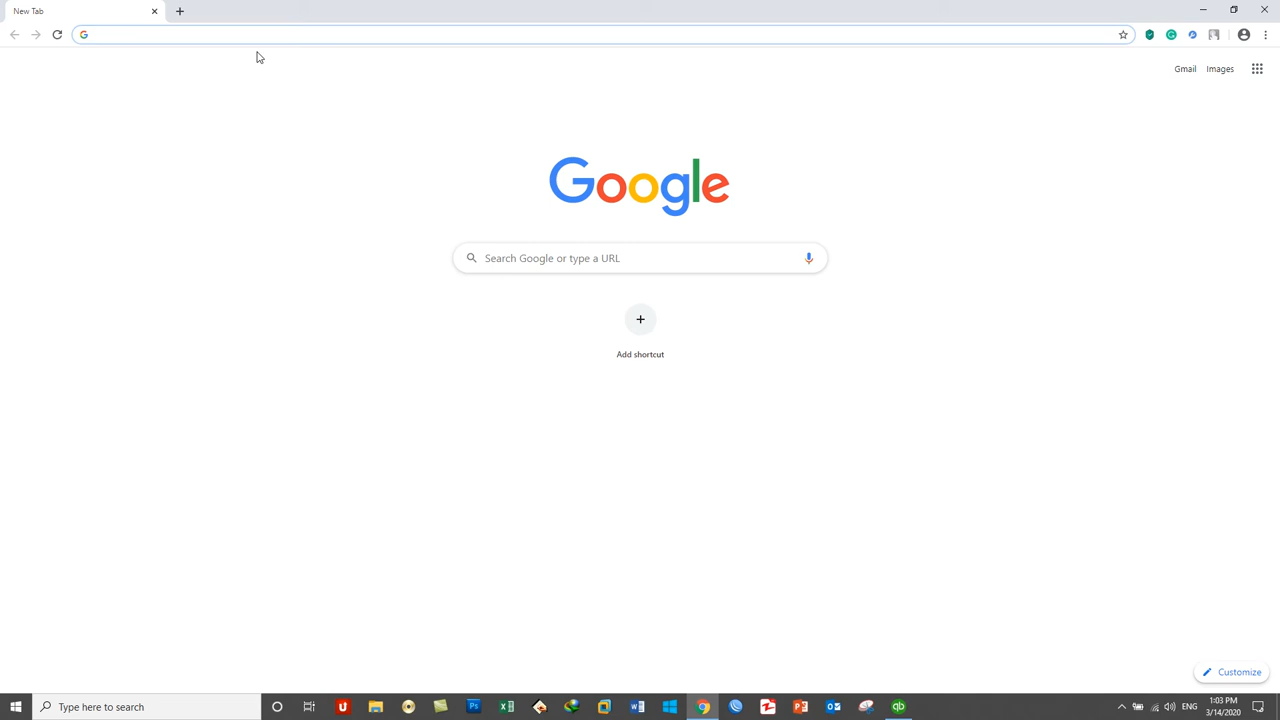 New Tab
Gmail Images
Google
Search Google or type a URL
Add shortcut
Customize
Type here to search
ENG
1:03 PM
3/14/2020